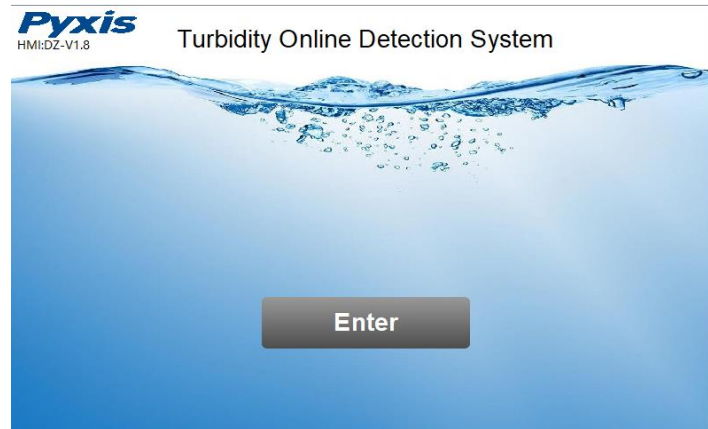 Pyxis
HMI:DZ-V1.8
Turbidity Online Detection System
Enter